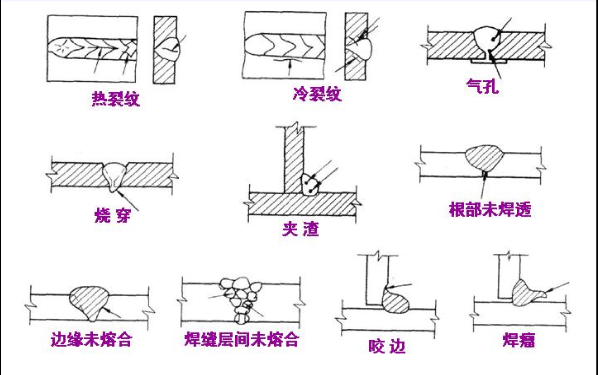 热裂纹
冷裂纹
气孔
烧 穿
夹 渣
根部未焊透
边缘未熔合
焊缝层间未熔合
咬 边
焊瘤